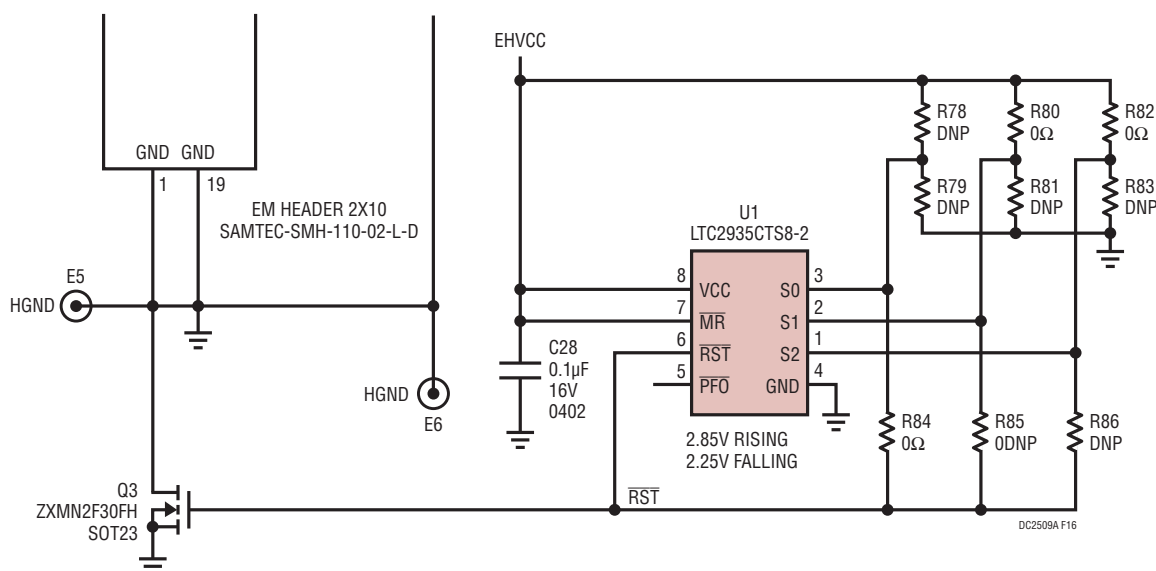 GND GND
1
19
EM HEADER 2X10
SAMTEC-SMH-110-02-L-D
E5
HGND
HGND
E6
Q3
ZXMN2F30FH
SOT23
EHVCC
R78
DNP
R80
0Ω
R82
0Ω
R79
DNP
R81
DNP
R83
DNP
U1
LTC2935CTS8-2
8
VCC
S0
3
7
MR
S1
2
6
RST
S2
1
5
PFO
GND
4
C28
0.1µF
16V
0402
2.85V RISING
2.25V FALLING
R84
0Ω
R85
0DNP
R86
DNP
RST
DC2509A F16